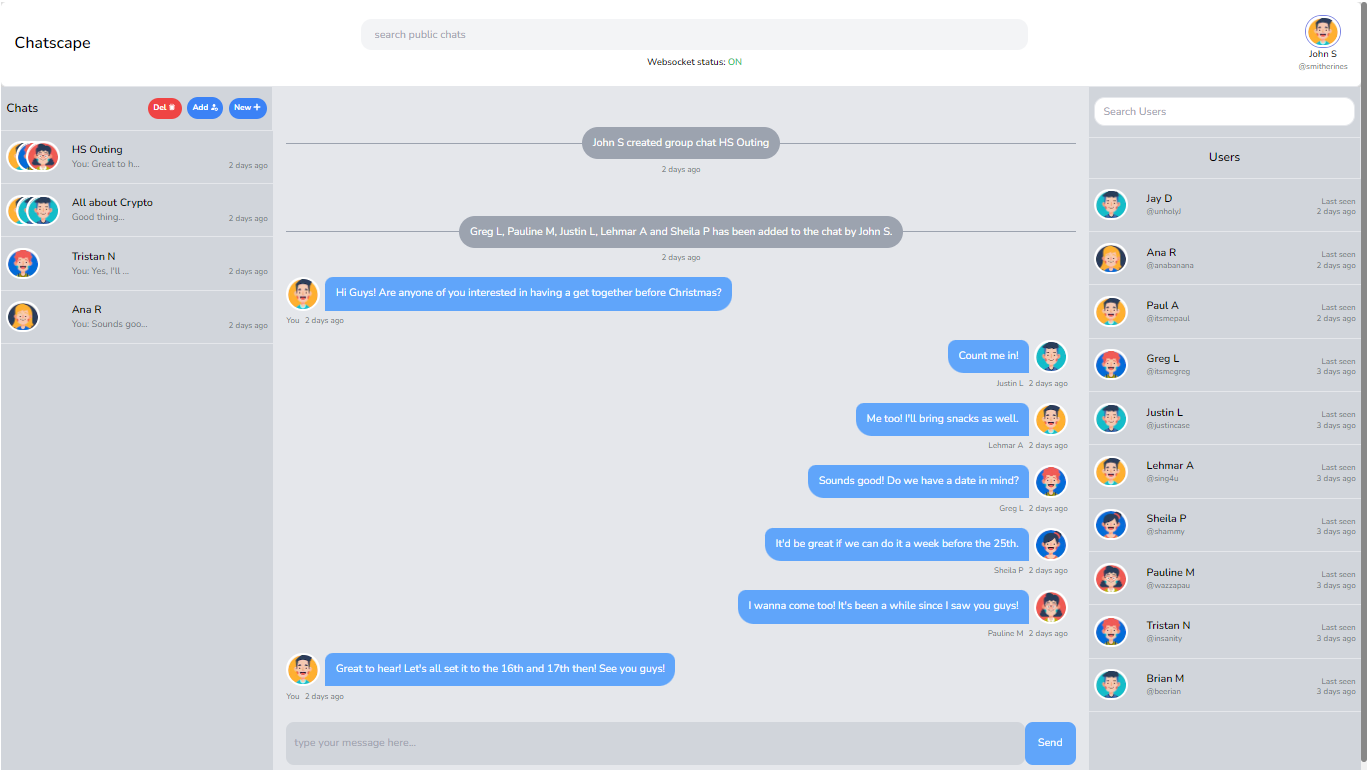 Chatscape
search public chats
Websocket status: ON
John S
@smitherines
Chats
Del
Add
New
HS Outing
You: Great to h...
2 days ago
All about Crypto
Good thing...
2 days ago
Tristan N
You: Yes, I'll ...
2 days ago
Ana R
You: Sounds goo...
2 days ago
John S created group chat HS Outing
2 days ago
Greg L, Pauline M, Justin L, Lehmar A and Sheila P has been added to the chat by John S.
2 days ago
Hi Guys! Are anyone of you interested in having a get together before Christmas?
You 2 days ago
Count me in!
Justin L 2 days ago
Me too! I'll bring snacks as well.
Lehmar A 2 days ago
Sounds good! Do we have a date in mind?
Greg L 2 days ago
It'd be great if we can do it a week before the 25th.
Sheila P 2 days ago
I wanna come too! It's been a while since I saw you guys!
Pauline M 2 days ago
Great to hear! Let's all set it to the 16th and 17th then! See you guys!
You 2 days ago
type your message here...
Send
Search Users
Users
Jay D
@unholyJ
Last seen
2 days ago
Ana R
@anabanana
Last seen
2 days ago
Paul A
@itsmepaul
Last seen
2 days ago
Greg L
@itsmegreg
Last seen
3 days ago
Justin L
@justincase
Last seen
3 days ago
Lehmar A
@sing4u
Last seen
3 days ago
Sheila P
@shammy
Last seen
3 days ago
Pauline M
@wazzapau
Last seen
3 days ago
Tristan N
@insanity
Last seen
3 days ago
Brian M
@beerian
Last seen
3 days ago